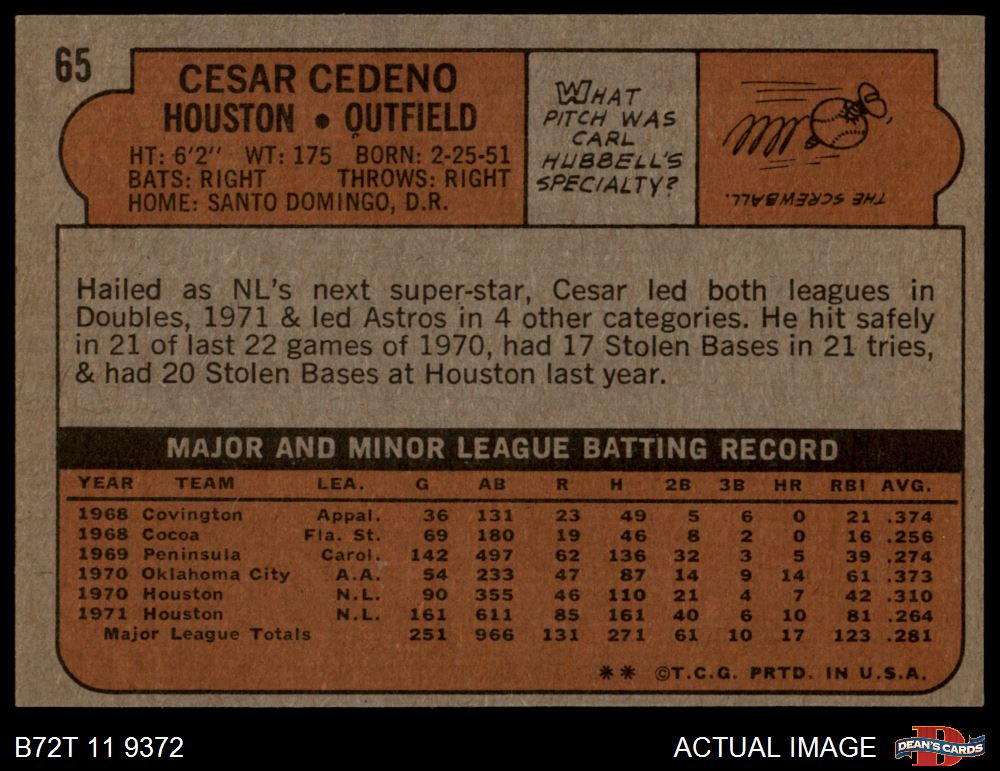 65
CESAR CEDENO
HOUSTON • OUTFIELD
HT: 6'2" WT: 175 BORN: 2-25-51
BATS: RIGHT THROWS: RIGHT
HOME: SANTO DOMINGO, D.R.
WHAT
PITCH WAS
CARL
HUBBELL'S
SPECIALTY?
THE SCREWBALL.
Hailed as NL's next super-star, Cesar led both leagues in
Doubles, 1971 & led Astros in 4 other categories. He hit safely
in 21 of last 22 games of 1970, had 17 Stolen Bases in 21 tries,
& had 20 Stolen Bases at Houston last year.
MAJOR AND MINOR LEAGUE BATTING RECORD
YEAR TEAM LEA. G AB R H 2B 3B HR RBI AVG.
1968 Covington Appal. 36 131 23 49 5 6 0 21 .374
1968 Cocoa Fla. St. 69 180 19 46 8 2 0 16 .256
1969 Peninsula Carol. 142 497 62 136 32 3 5 39 .274
1970 Oklahoma City A.A. 54 233 47 87 14 9 14 61 .373
1970 Houston N.L. 90 355 46 110 21 4 7 42 .310
1971 Houston N.L. 161 611 85 161 40 6 10 81 .264
Major League Totals 251 966 131 271 61 10 17 123 .281
** ©T.C.G. PRTD. IN U.S.A.
B72T 11 9372
ACTUAL IMAGE
DEAN'S CARDS